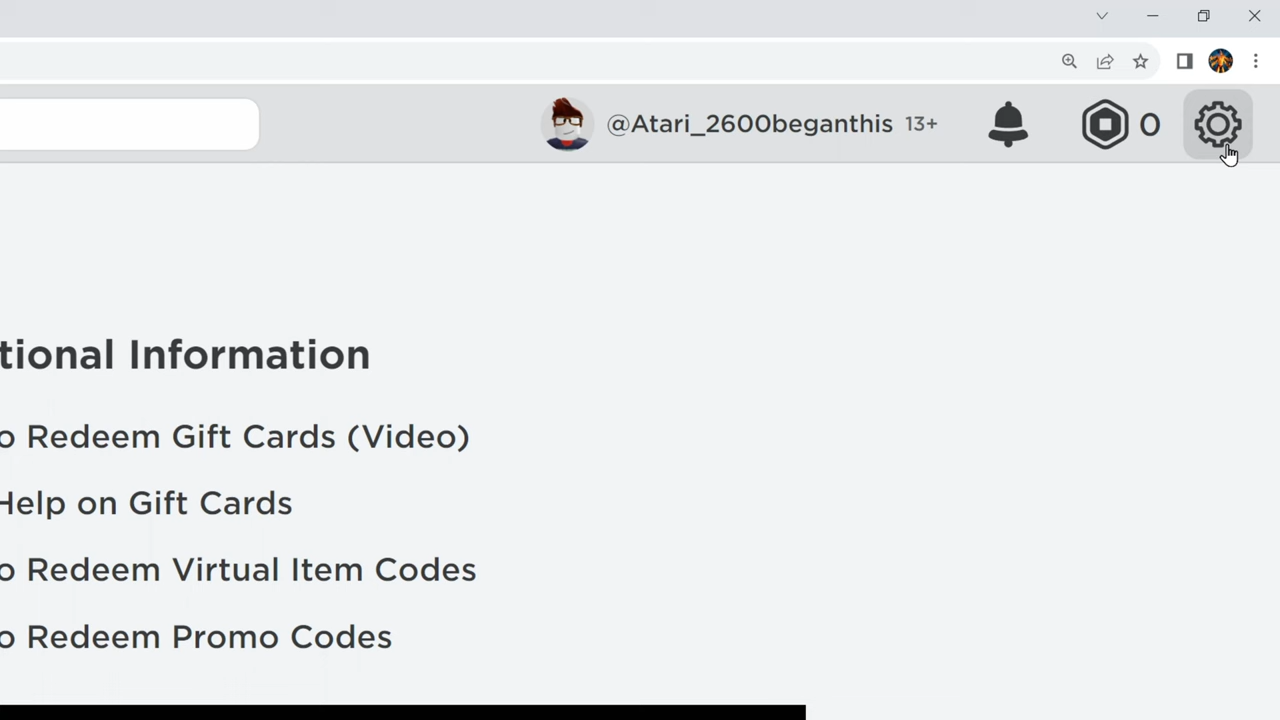 @Atari_2600beganthis 13+ 0
tional Information
o Redeem Gift Cards (Video)
Help on Gift Cards
o Redeem Virtual Item Codes
o Redeem Promo Codes